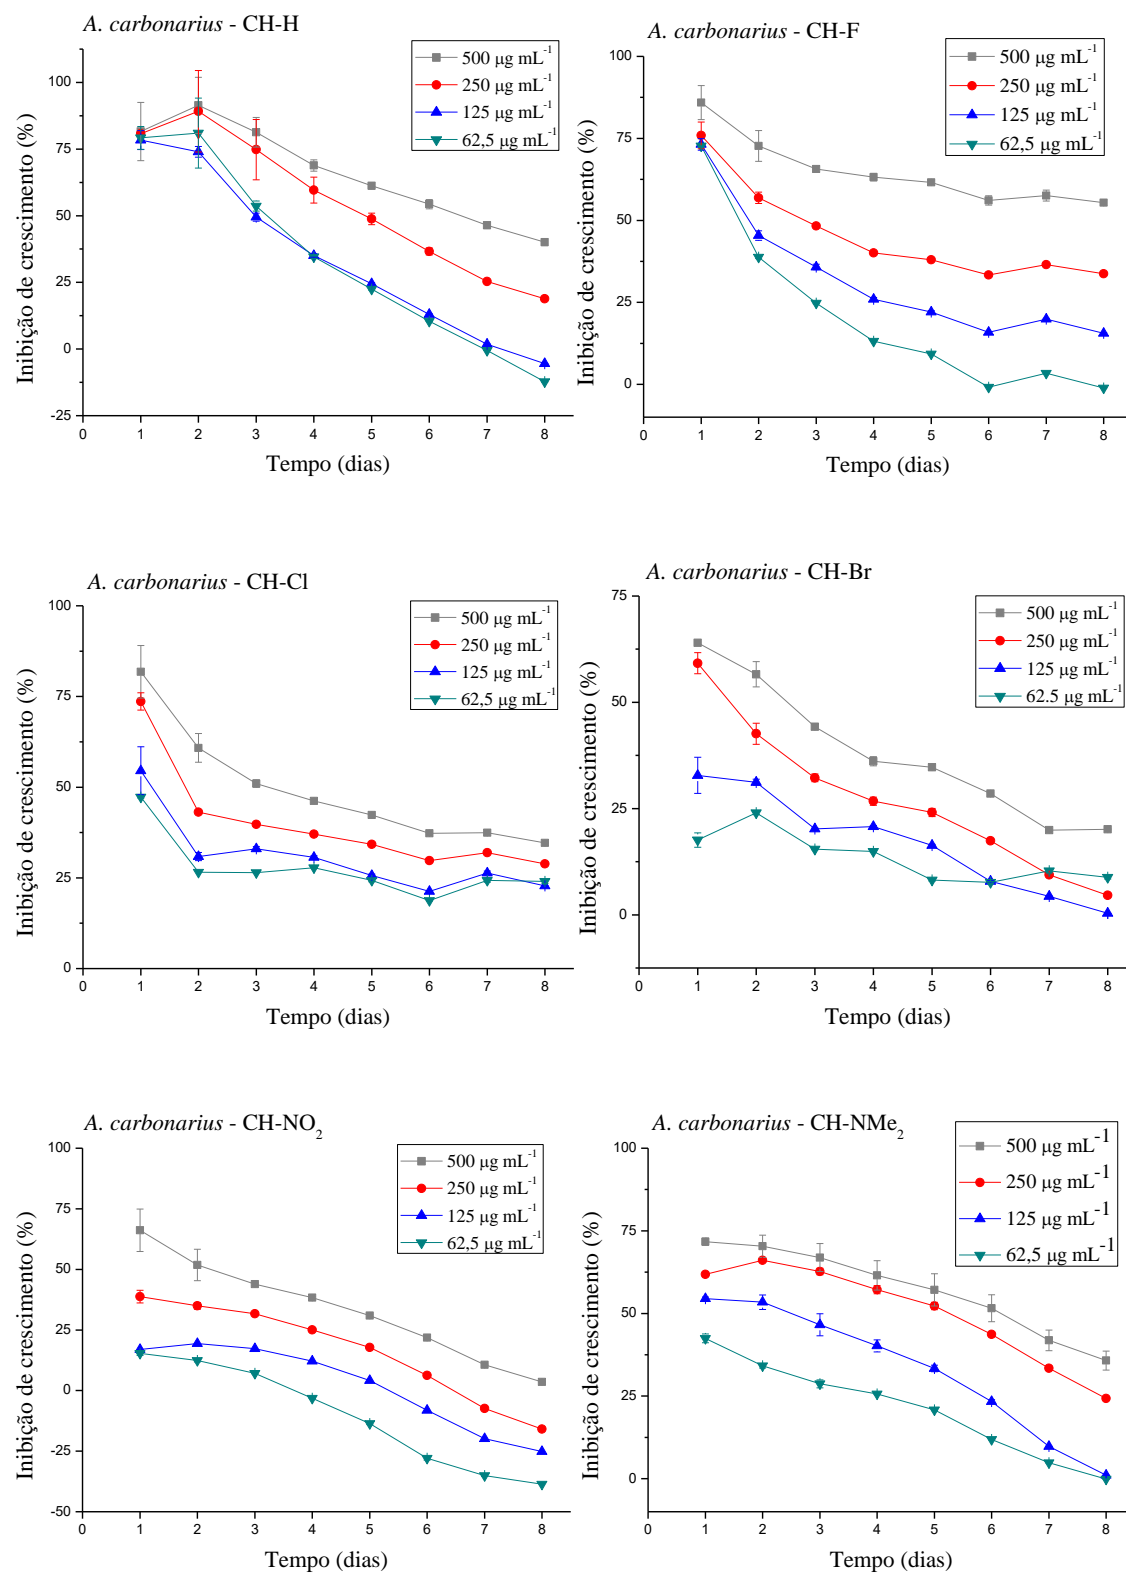 A. carbonarius - CH-H
500 μg mL⁻¹
250 μg mL⁻¹
125 μg mL⁻¹
62,5 μg mL⁻¹
Inibição de crescimento (%)
100
75
50
25
0
-25
0 1 2 3 4 5 6 7 8
Tempo (dias)
A. carbonarius - CH-F
500 μg mL⁻¹
250 μg mL⁻¹
125 μg mL⁻¹
62,5 μg mL⁻¹
Inibição de crescimento (%)
100
75
50
25
0
0 1 2 3 4 5 6 7 8
Tempo (dias)
A. carbonarius - CH-Cl
500 μg mL⁻¹
250 μg mL⁻¹
125 μg mL⁻¹
62,5 μg mL⁻¹
Inibição de crescimento (%)
100
75
50
25
0
0 1 2 3 4 5 6 7 8
Tempo (dias)
A. carbonarius - CH-Br
500 μg mL⁻¹
250 μg mL⁻¹
125 μg mL⁻¹
62.5 μg mL⁻¹
Inibição de crescimento (%)
75
50
25
0
0 1 2 3 4 5 6 7 8
Tempo (dias)
A. carbonarius - CH-NO₂
500 μg mL⁻¹
250 μg mL⁻¹
125 μg mL⁻¹
62,5 μg mL⁻¹
Inibição de crescimento (%)
100
75
50
25
0
-25
-50
0 1 2 3 4 5 6 7 8
Tempo (dias)
A. carbonarius - CH-NMe₂
500 μg mL⁻¹
250 μg mL⁻¹
125 μg mL⁻¹
62,5 μg mL⁻¹
Inibição de crescimento (%)
100
75
50
25
0
0 1 2 3 4 5 6 7 8
Tempo (dias)